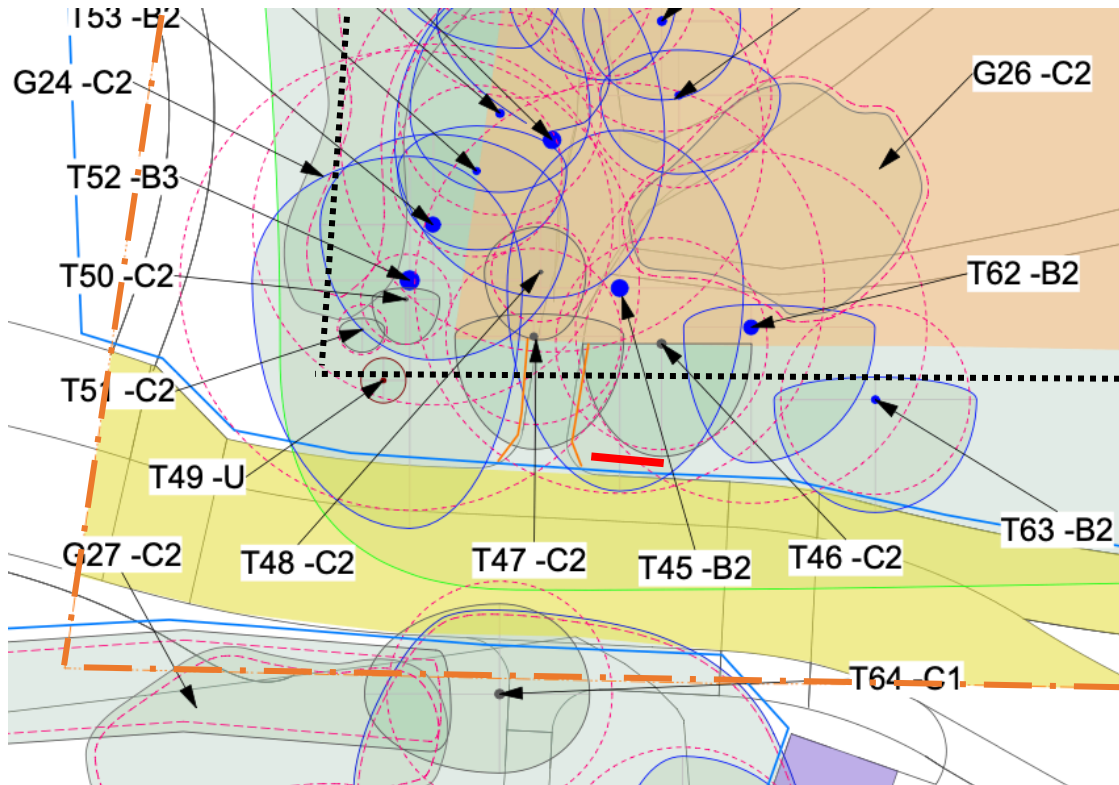 T53 -B2
G24 -C2
G26 -C2
T52 -B3
T50 -C2
T62 -B2
T51 -C2
T49 -U
T63 -B2
T48 -C2
T47 -C2
T45 -B2
T46 -C2
G27 -C2
T64 -C1